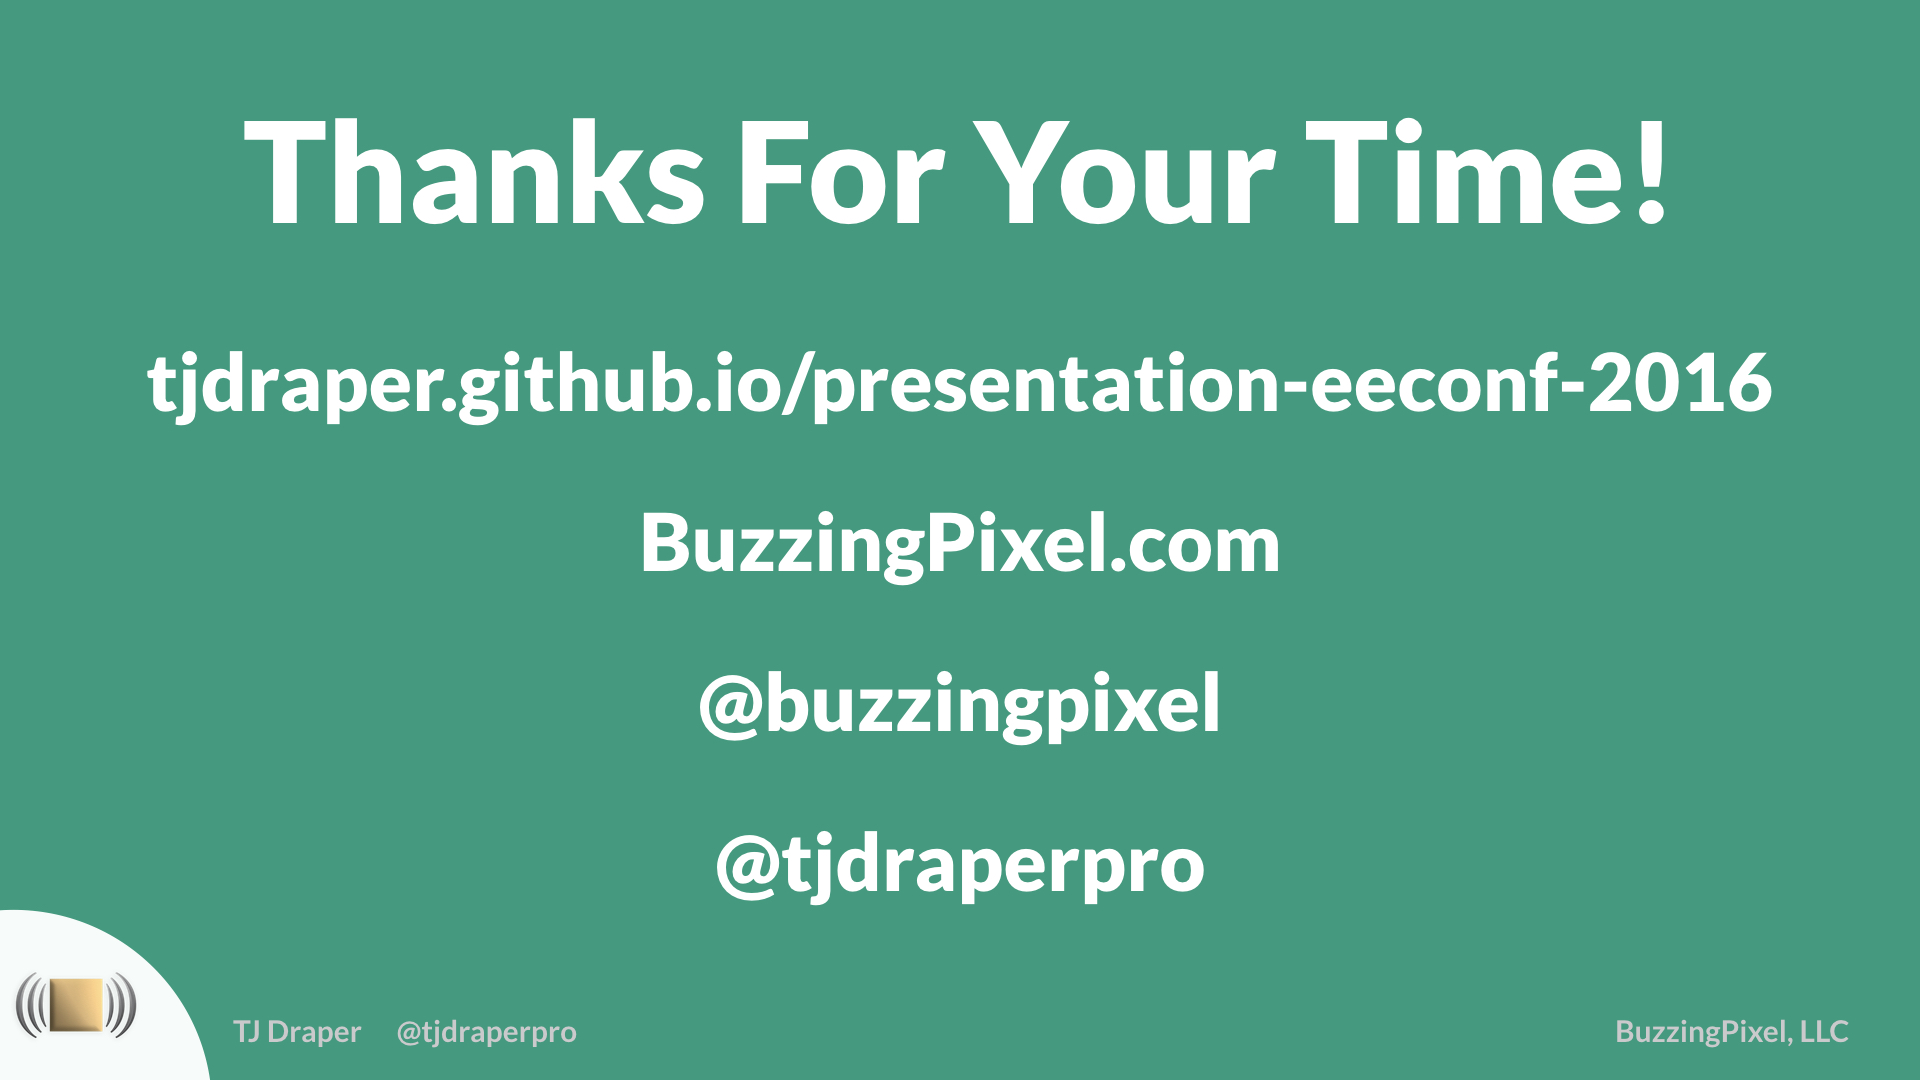 Thanks For Your Time!
tjdraper.github.io/presentation-eeconf-2016
BuzzingPixel.com
@buzzingpixel
@tjdraperpro
TJ Draper @tjdraperpro
BuzzingPixel, LLC